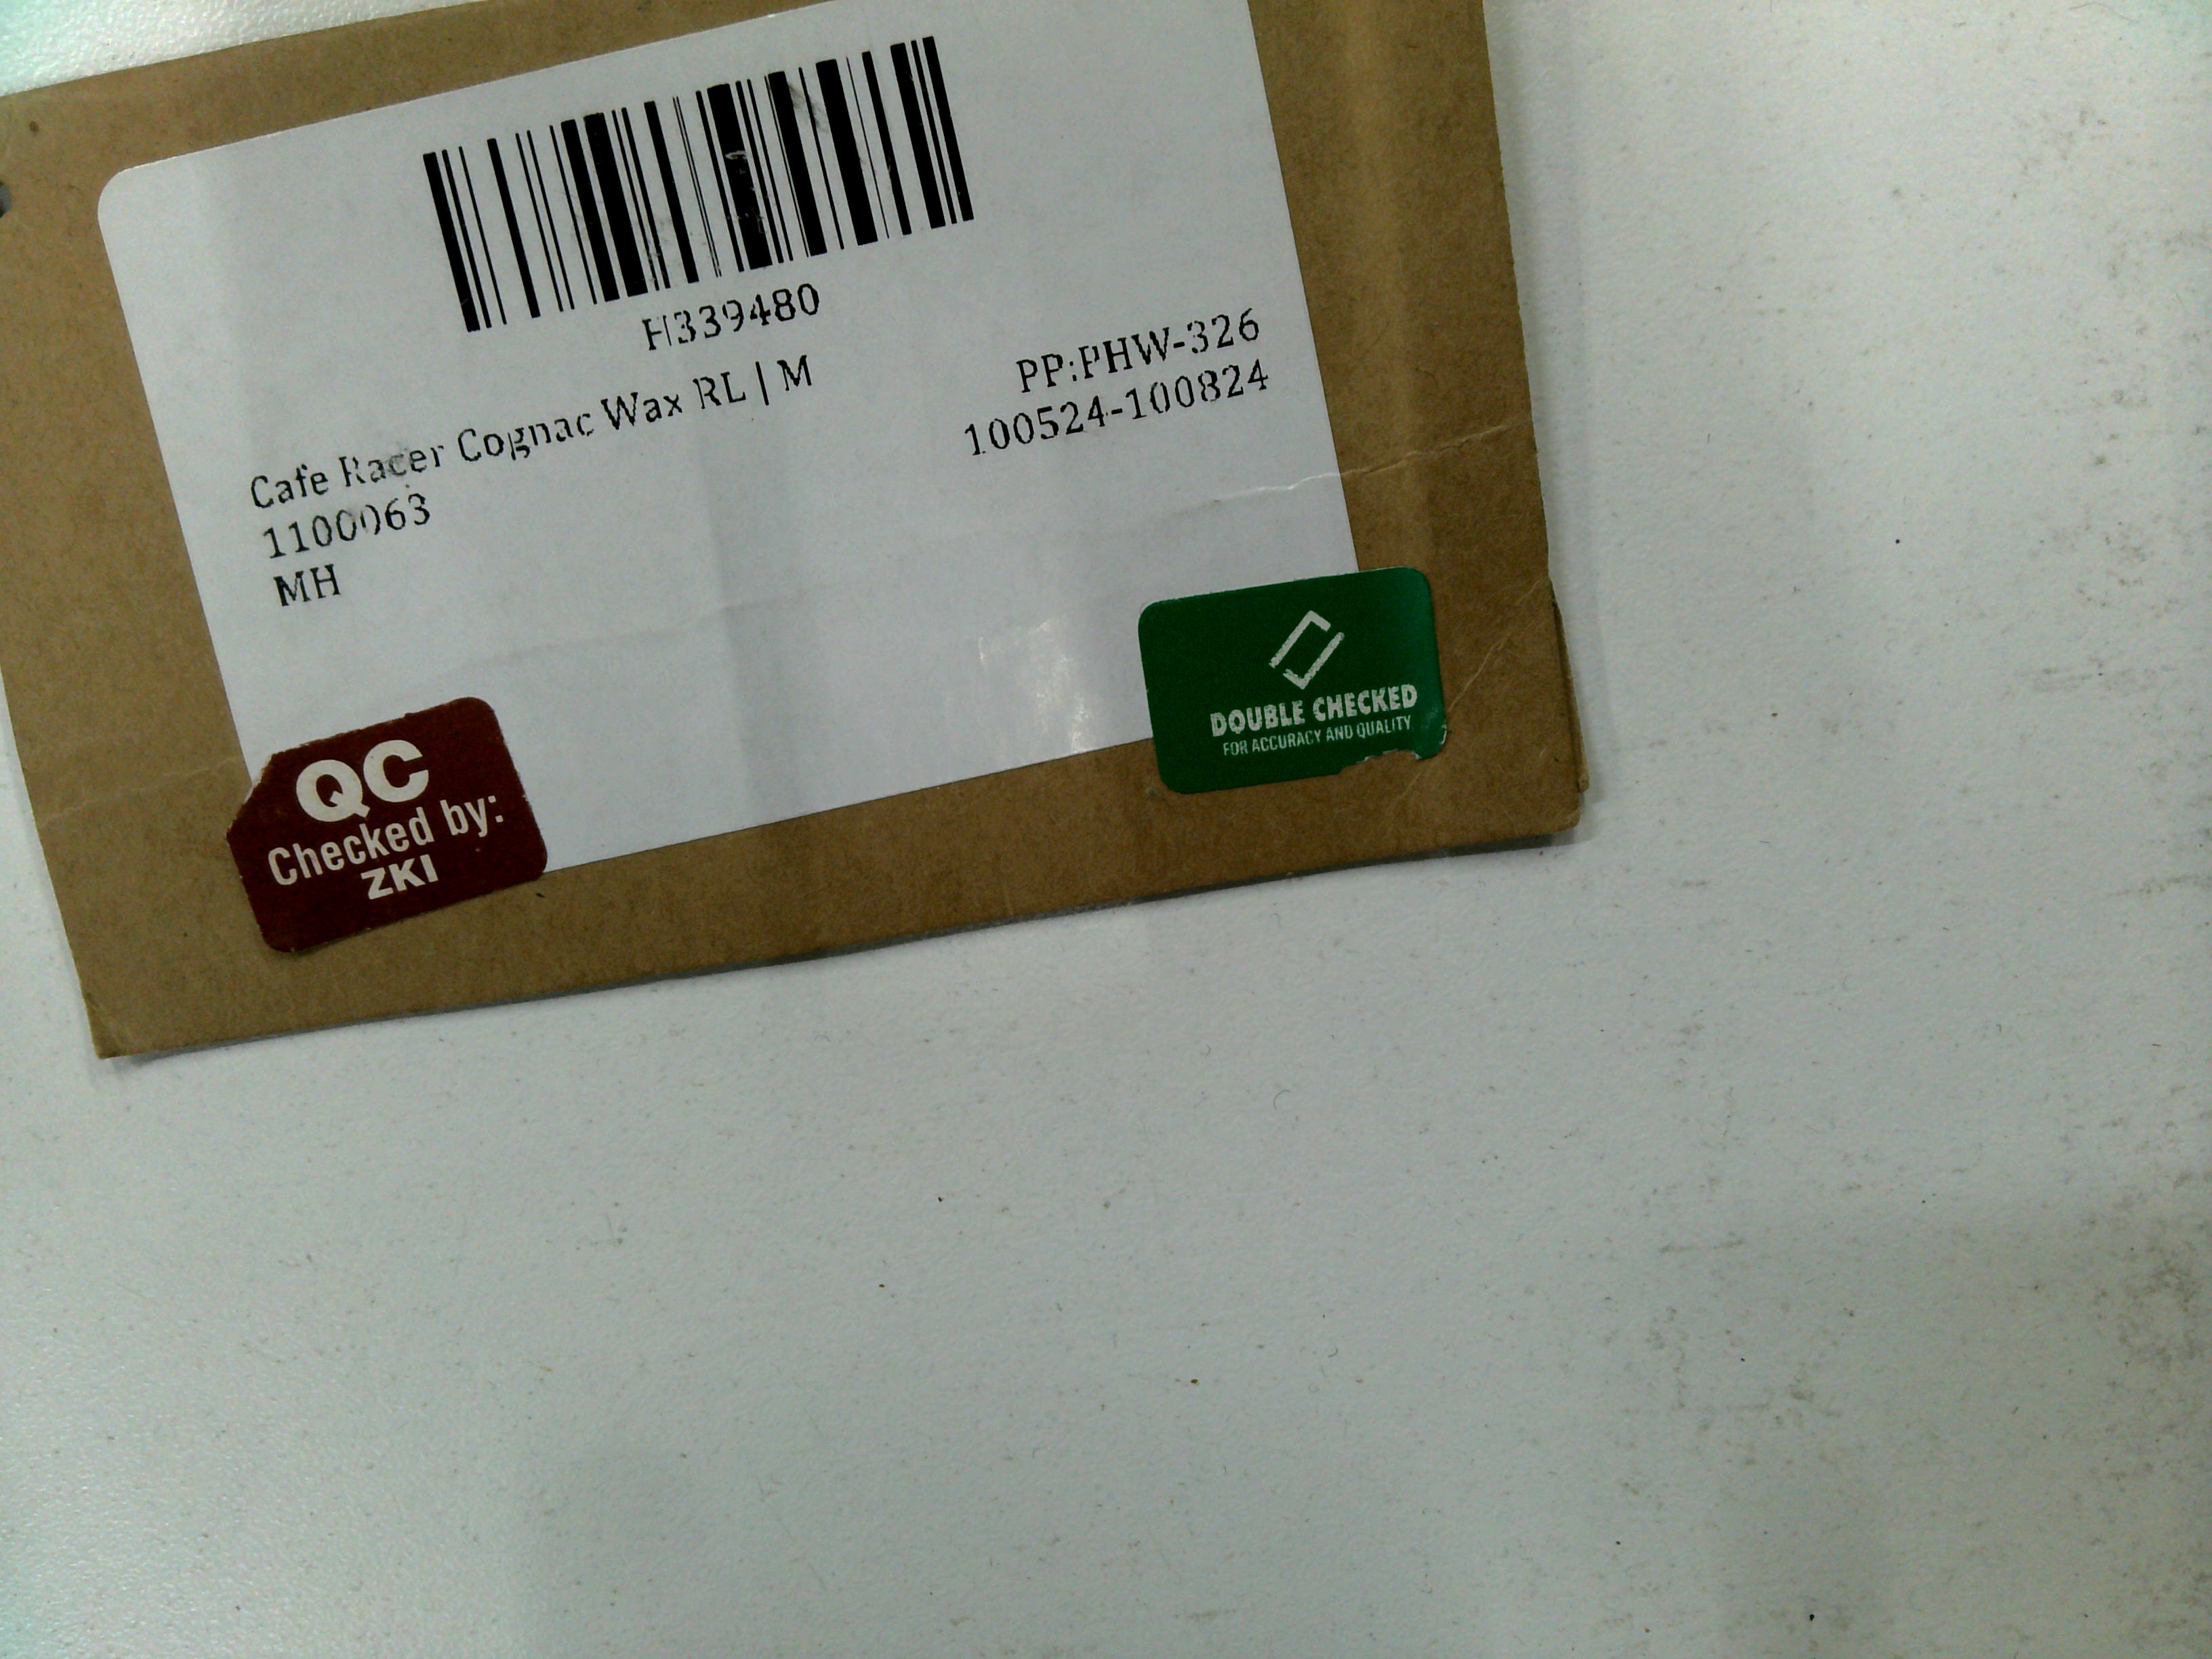 H339480
Cafe Racer Cognac Wax RL | M
1100063
MH
PP:PHW-326
100524-100824
QC
Checked by:
ZKI
DOUBLE CHECKED
FOR ACCURACY AND QUALITY